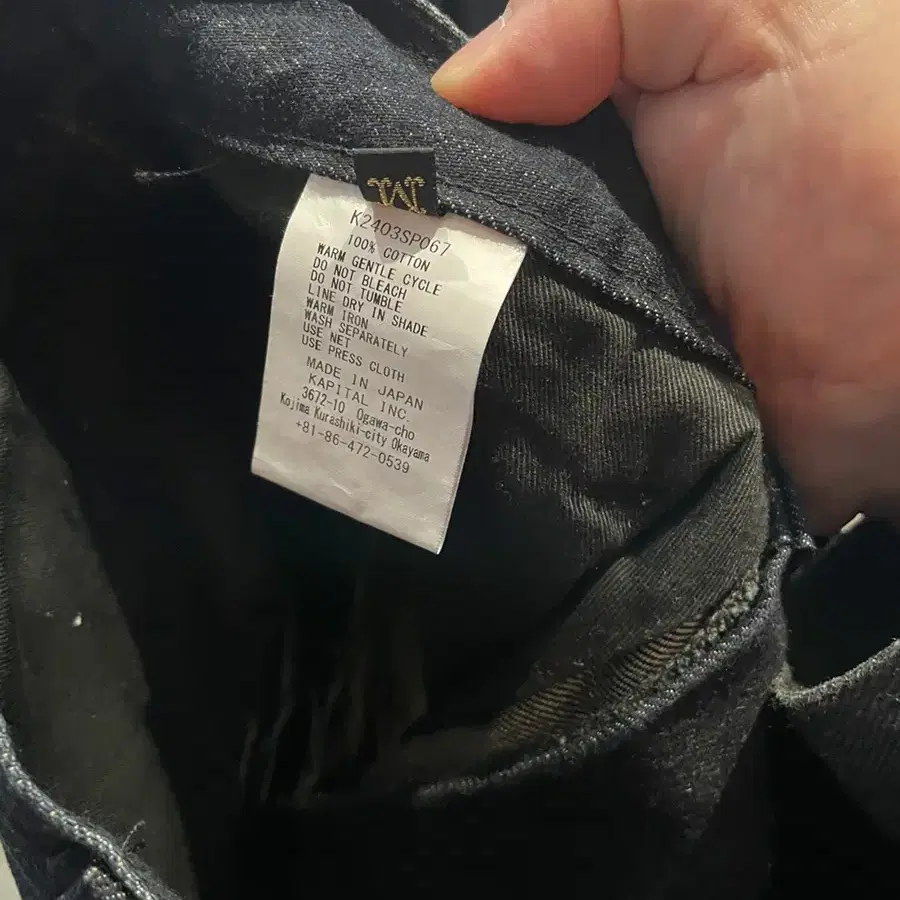 M
K2403SP067
100% COTTON
WARM GENTLE CYCLE
DO NOT BLEACH
DO NOT TUMBLE
LINE DRY IN SHADE
WARM IRON
WASH SEPARATELY
USE NET
USE PRESS CLOTH
MADE IN JAPAN
KAPITAL INC.
3672-10 Ogawa-cho
Kojima Kurashiki-city Okayama
+81-86-472-0539